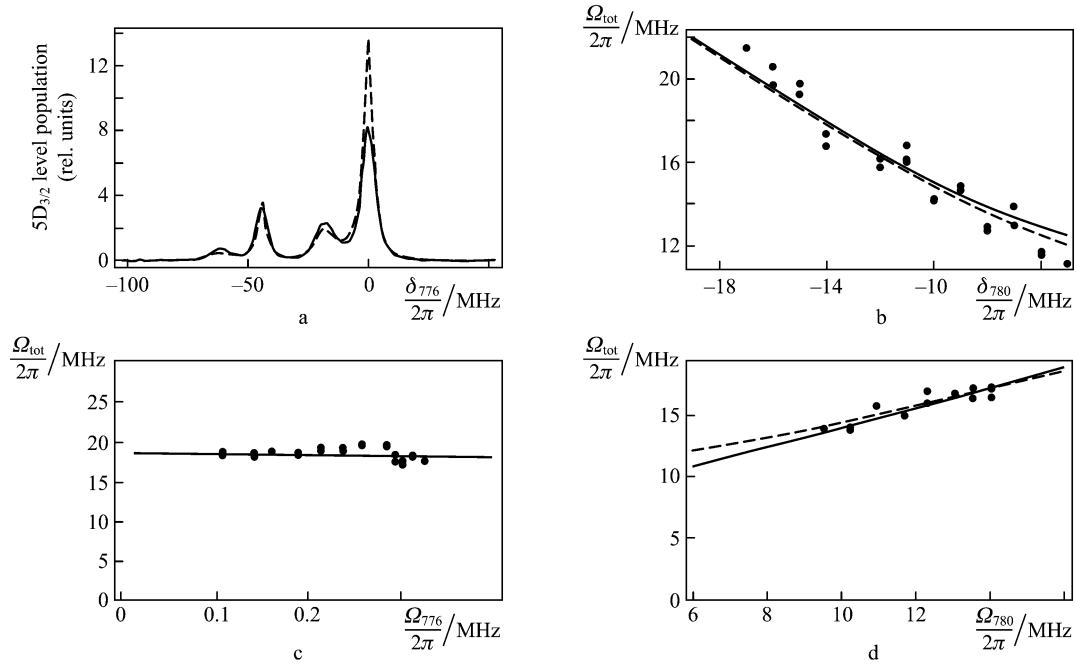 5D3/2 level population
(rel. units)
12
8
4
0
−100
−50
0
δ776/2π/MHz
a
Ωtot/2π/MHz
20
16
12
−18
−14
−10
δ780/2π/MHz
b
Ωtot/2π/MHz
25
20
15
10
5
0
0
0.1
0.2
Ω776/2π/MHz
c
Ωtot/2π/MHz
15
10
5
0
6
8
10
12
Ω780/2π/MHz
d